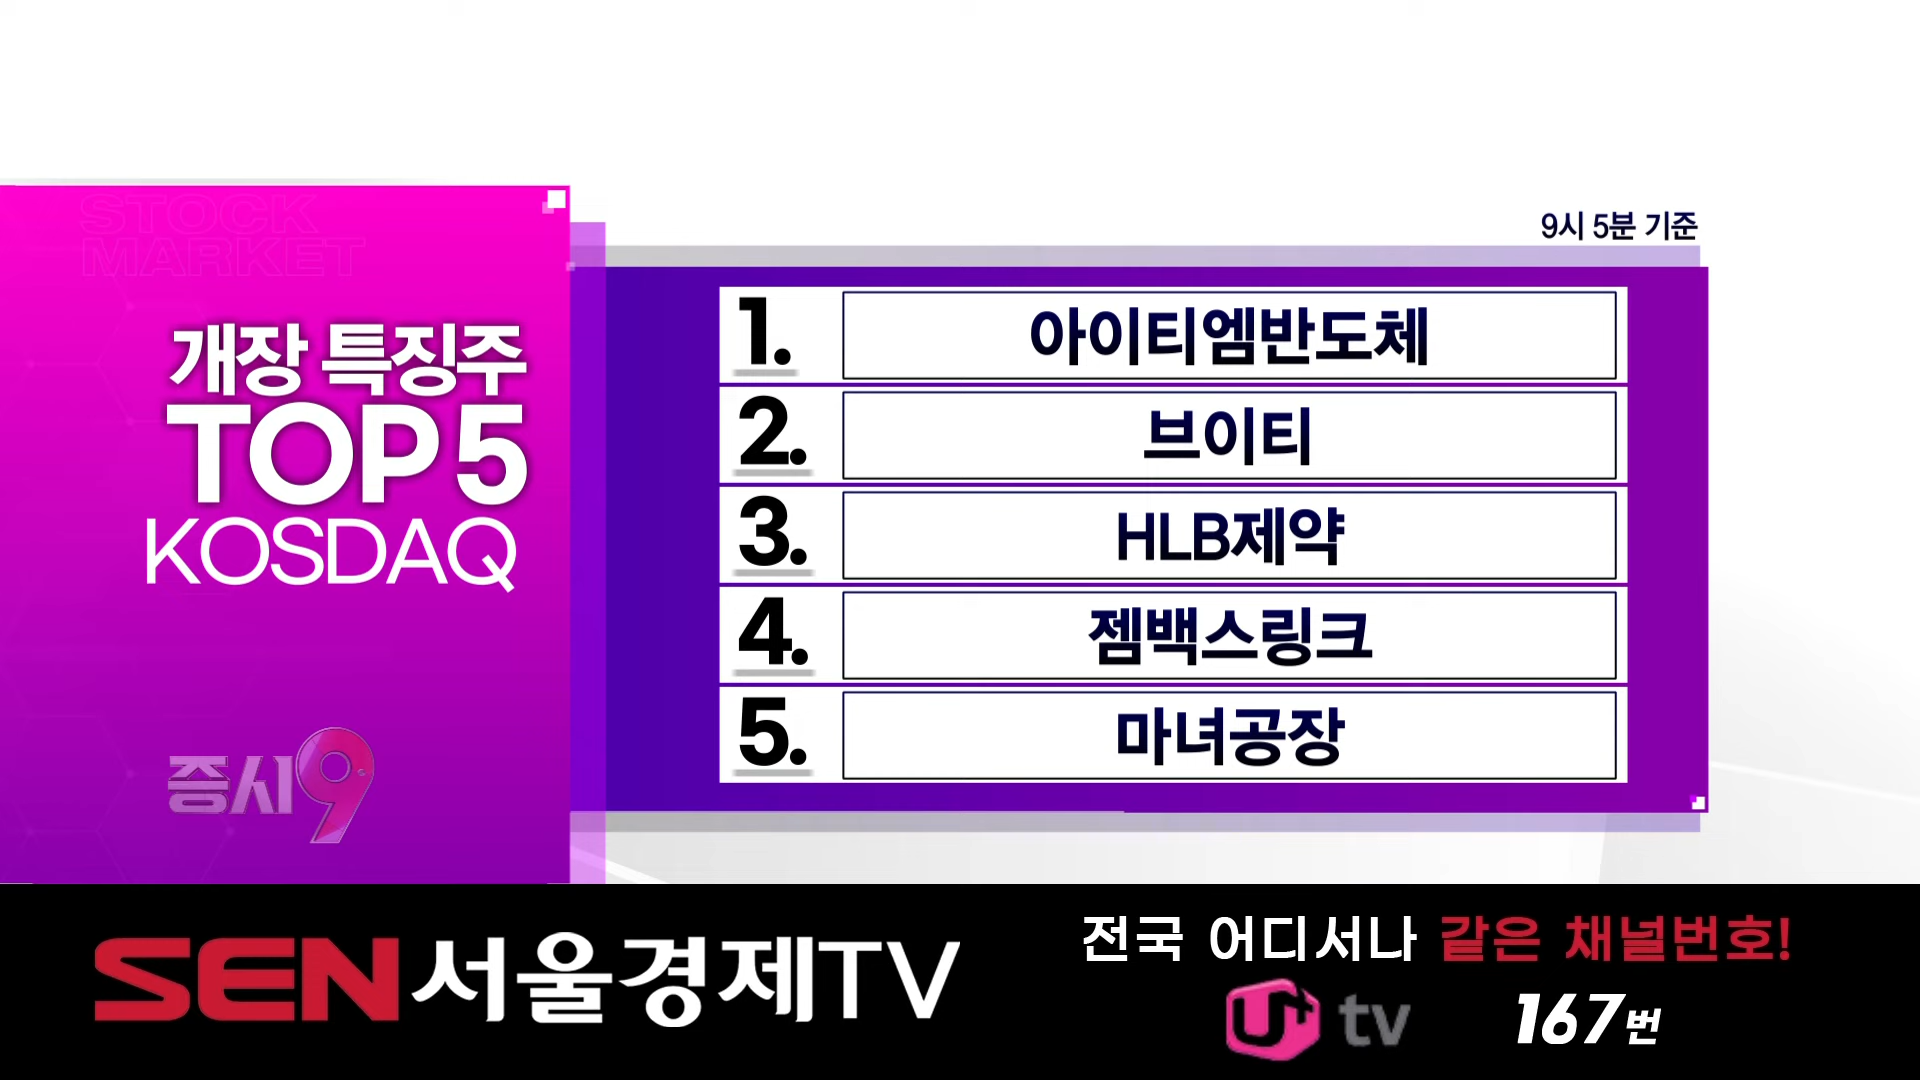 STOCK
MARKET
개장 특징주
TOP 5
KOSDAQ
증시9
9시 5분 기준
1. 아이티엠반도체
2. 브이티
3. HLB제약
4. 젬백스링크
5. 마녀공장
SEN서울경제TV
전국 어디서나 같은 채널번호!
U+ tv 167번